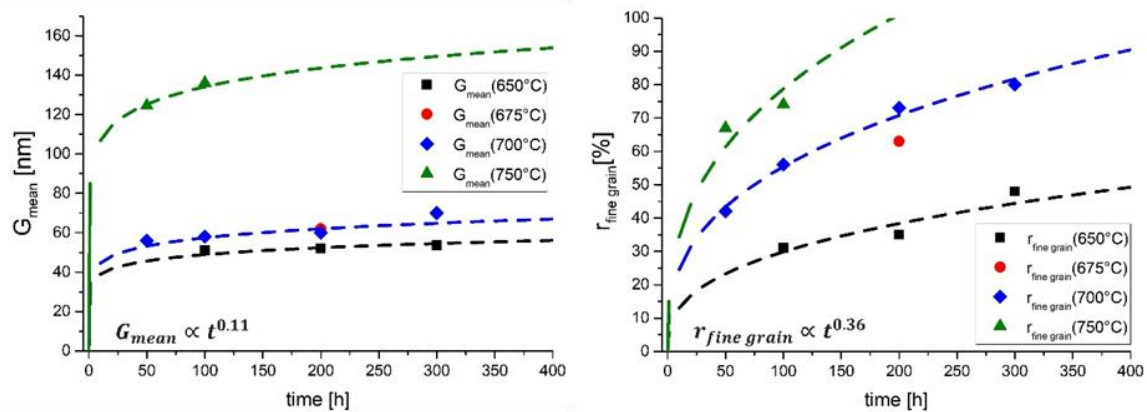 G_mean [nm]
160
140
120
100
80
60
40
20
0
G_mean(650°C)
G_mean(675°C)
G_mean(700°C)
G_mean(750°C)
G_mean ∝ t^0.11
0 50 100 150 200 250 300 350 400
time [h]
r_fine grain[%]
100
90
80
70
60
50
40
30
20
10
0
r_fine grain(650°C)
r_fine grain(675°C)
r_fine grain(700°C)
r_fine grain(750°C)
r_fine grain ∝ t^0.36
0 50 100 150 200 250 300 350 400
time [h]